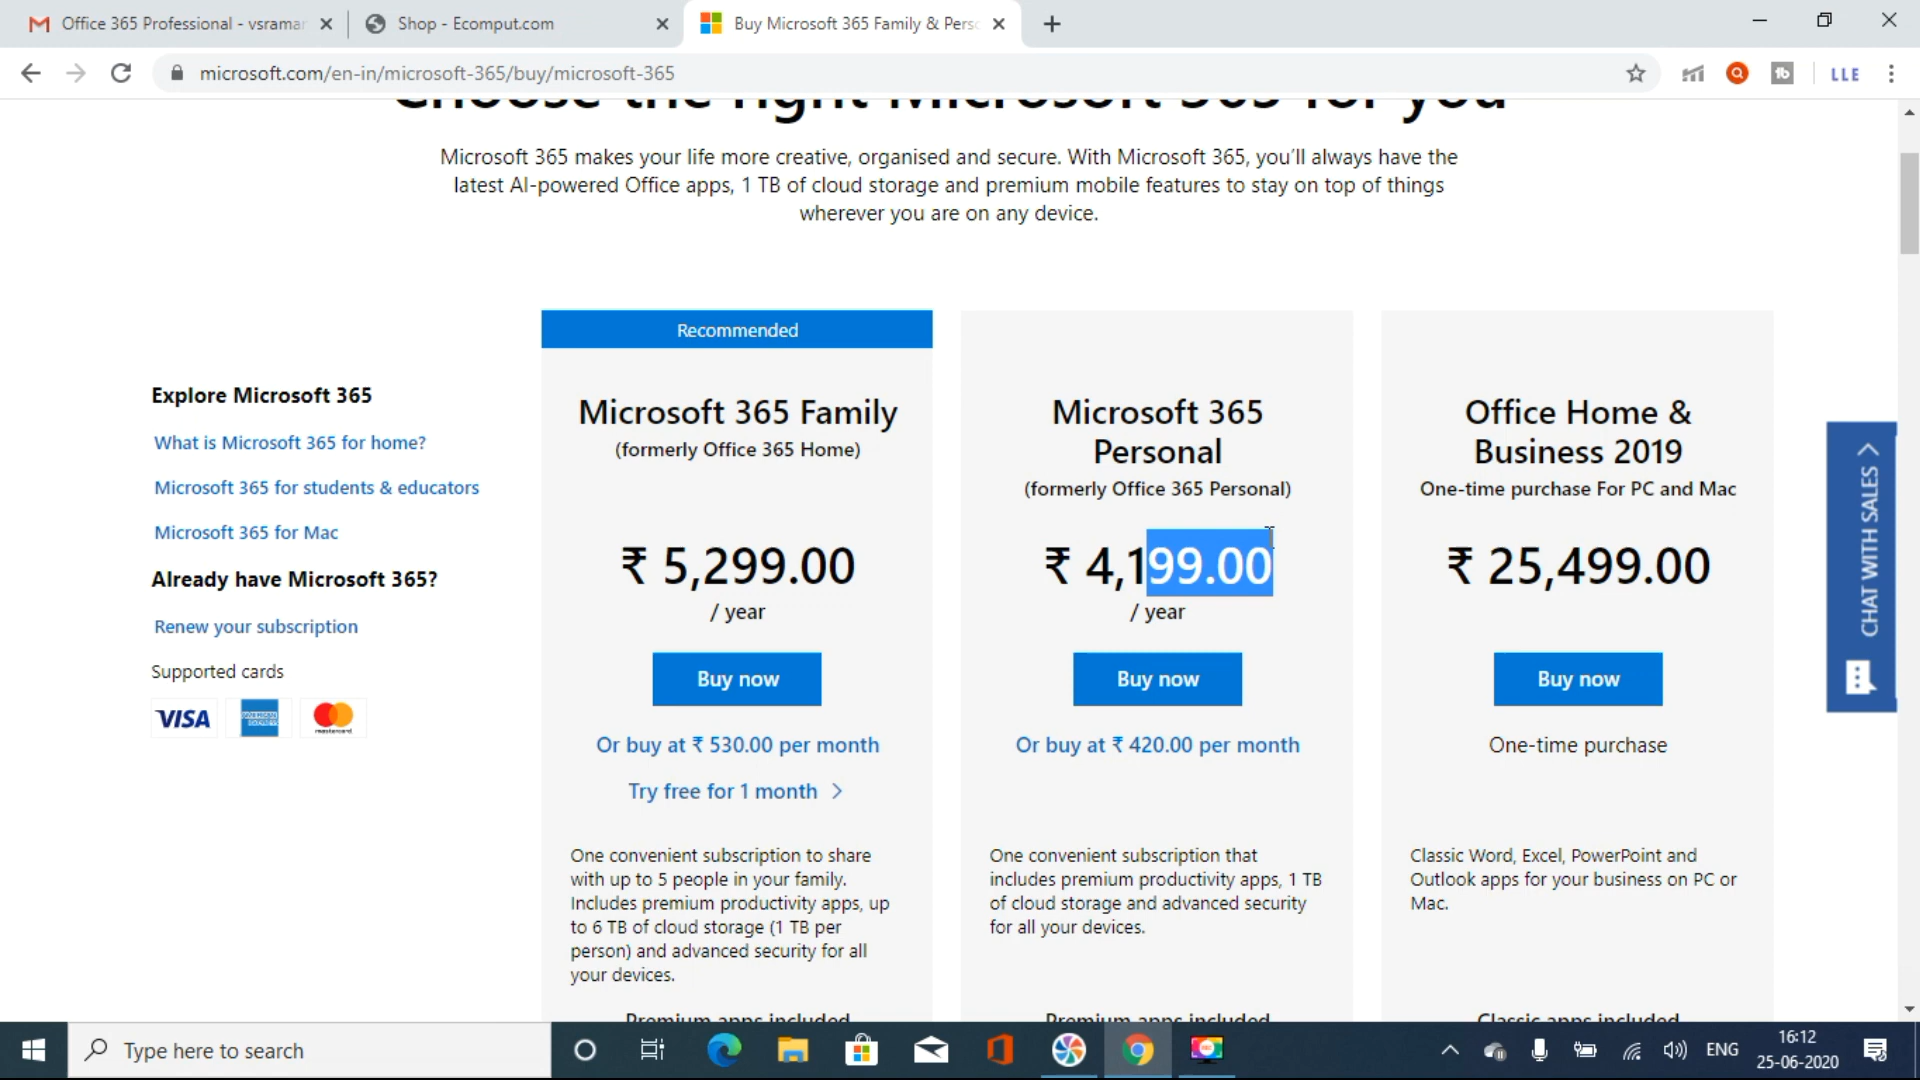 Office 365 Professional - vsramar
Shop - Ecomput.com
Buy Microsoft 365 Family & Pers
microsoft.com/en-in/microsoft-365/buy/microsoft-365
LLE
Choose the right Microsoft 365 for you
Microsoft 365 makes your life more creative, organised and secure. With Microsoft 365, you'll always have the
latest AI-powered Office apps, 1 TB of cloud storage and premium mobile features to stay on top of things
wherever you are on any device.
Explore Microsoft 365
What is Microsoft 365 for home?
Microsoft 365 for students & educators
Microsoft 365 for Mac
Already have Microsoft 365?
Renew your subscription
Supported cards
VISA
AMERICAN EXPRESS
mastercard
Recommended
Microsoft 365 Family
(formerly Office 365 Home)
₹ 5,299.00
/ year
Buy now
Or buy at ₹ 530.00 per month
Try free for 1 month
One convenient subscription to share
with up to 5 people in your family.
Includes premium productivity apps, up
to 6 TB of cloud storage (1 TB per
person) and advanced security for all
your devices.
Premium apps included
Microsoft 365
Personal
(formerly Office 365 Personal)
₹ 4,199.00
/ year
Buy now
Or buy at ₹ 420.00 per month
One convenient subscription that
includes premium productivity apps, 1 TB
of cloud storage and advanced security
for all your devices.
Premium apps included
Office Home &
Business 2019
One-time purchase For PC and Mac
₹ 25,499.00
Buy now
One-time purchase
Classic Word, Excel, PowerPoint and
Outlook apps for your business on PC or
Mac.
Classic apps included
CHAT WITH SALES
Type here to search
ENG
16:12
25-06-2020